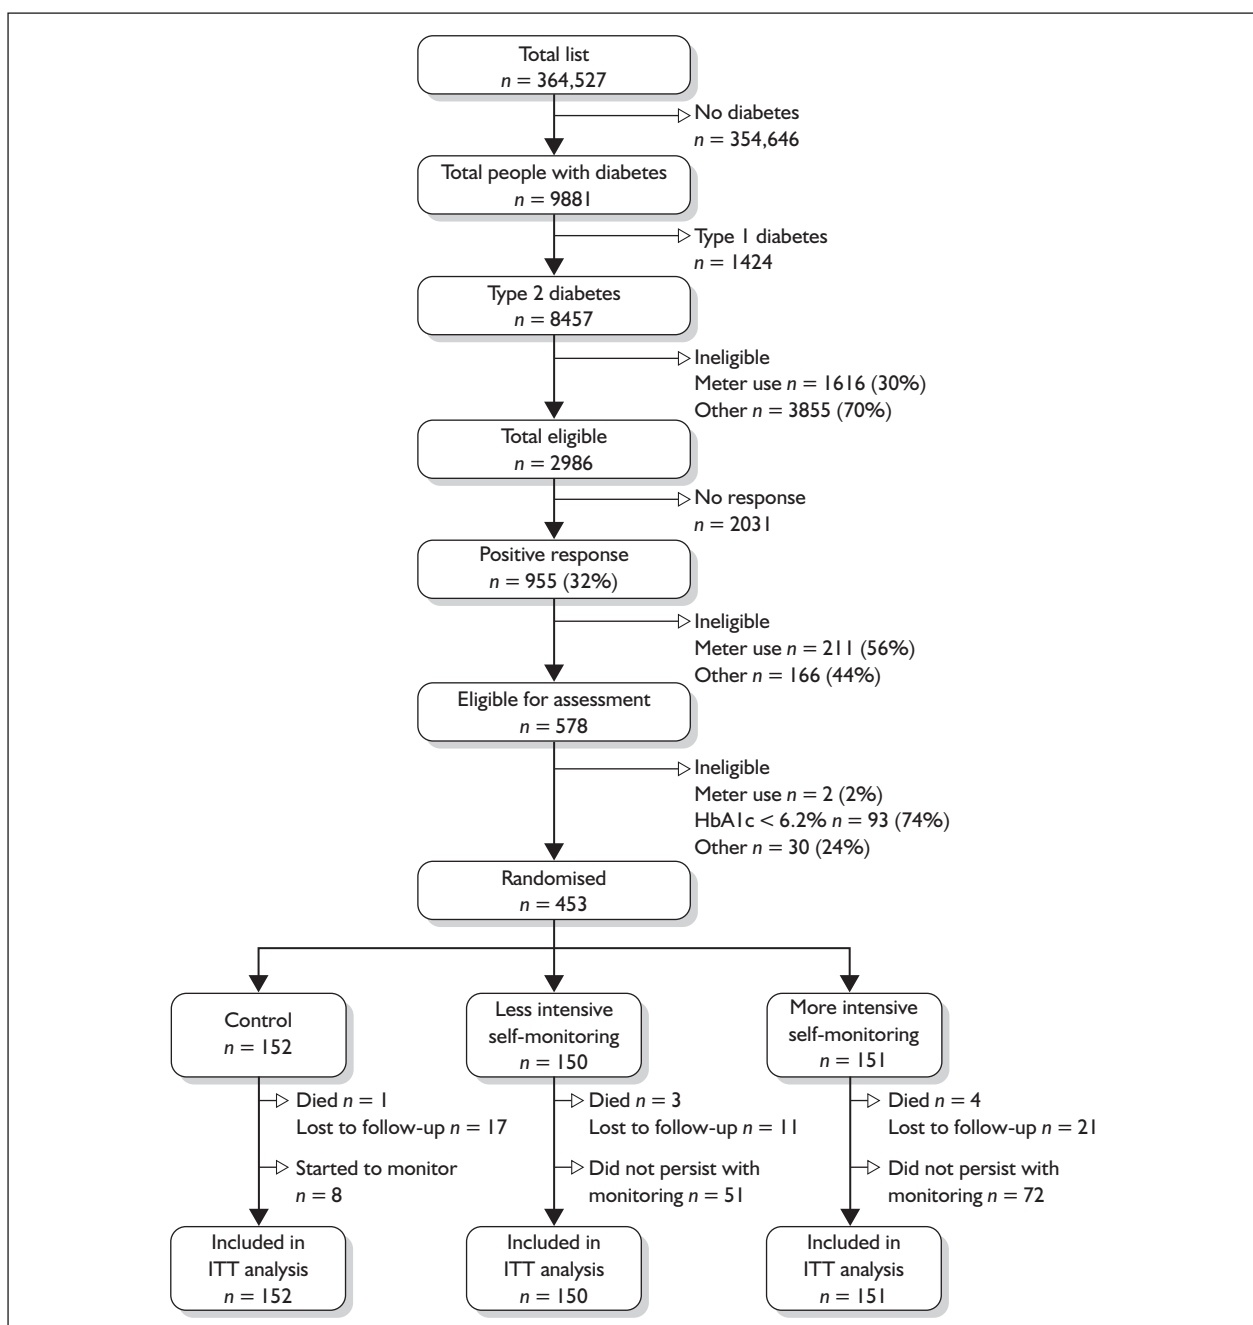 Total list
n = 364,527
No diabetes
n = 354,646
Total people with diabetes
n = 9881
Type 1 diabetes
n = 1424
Type 2 diabetes
n = 8457
Ineligible
Meter use n = 1616 (30%)
Other n = 3855 (70%)
Total eligible
n = 2986
No response
n = 2031
Positive response
n = 955 (32%)
Ineligible
Meter use n = 211 (56%)
Other n = 166 (44%)
Eligible for assessment
n = 578
Ineligible
Meter use n = 2 (2%)
HbA1c < 6.2% n = 93 (74%)
Other n = 30 (24%)
Randomised
n = 453
Control
n = 152
Less intensive
self-monitoring
n = 150
More intensive
self-monitoring
n = 151
Died n = 1
Lost to follow-up n = 17
Died n = 3
Lost to follow-up n = 11
Died n = 4
Lost to follow-up n = 21
Started to monitor
n = 8
Did not persist with
monitoring n = 51
Did not persist with
monitoring n = 72
Included in
ITT analysis
n = 152
Included in
ITT analysis
n = 150
Included in
ITT analysis
n = 151